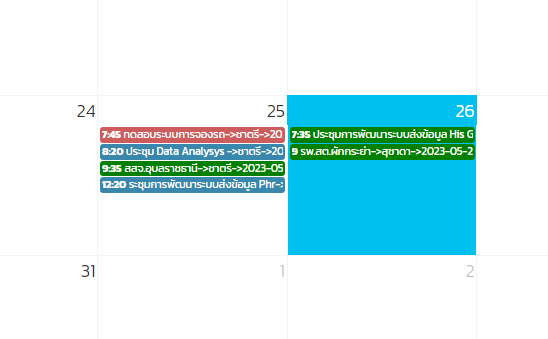 24
25
26
7:45 ทดสอบระบบการจองรถ->ชาตรี->20
8:20 ประชุม Data Analysys ->ชาตรี->20
9:35 สสจ.อุบลราชธานี->ชาตรี->2023-05
12:20 ระชุมการพัฒนาระบบส่งข้อมูล Phr->
7:35 ประชุมการพัฒนาระบบส่งข้อมูล His G
9 รพ.สต.ผักกระย่า->สุชาดา->2023-05-2
31
1
2